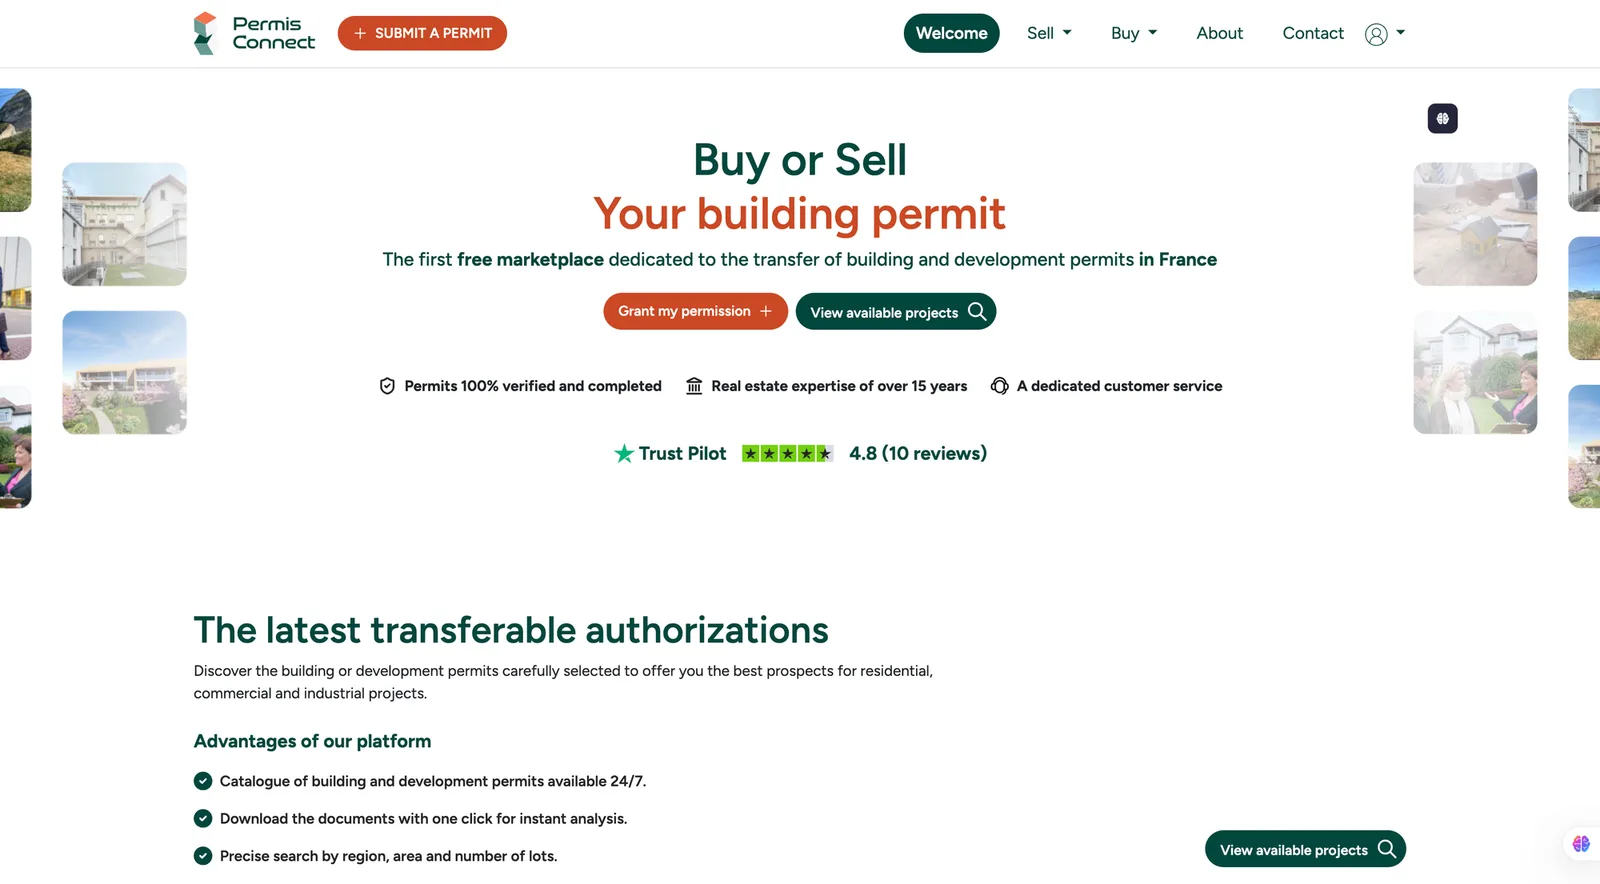 Permis
Connect
SUBMIT A PERMIT
Welcome
Sell
Buy
About
Contact
Buy or Sell
Your building permit
The first free marketplace dedicated to the transfer of building and development permits in France
Grant my permission
View available projects
Permits 100% verified and completed
Real estate expertise of over 15 years
A dedicated customer service
Trust Pilot
4.8 (10 reviews)
The latest transferable authorizations
Discover the building or development permits carefully selected to offer you the best prospects for residential,
commercial and industrial projects.
Advantages of our platform
Catalogue of building and development permits available 24/7.
Download the documents with one click for instant analysis.
Precise search by region, area and number of lots.
View available projects